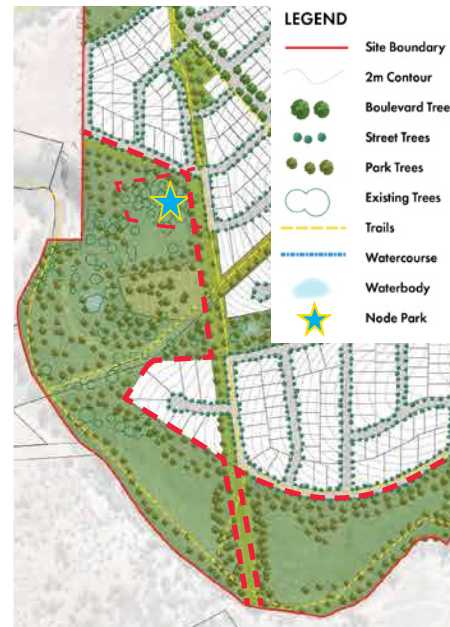 LEGEND
Site Boundary
2m Contour
Boulevard Tree
Street Trees
Park Trees
Existing Trees
Trails
Watercourse
Waterbody
Node Park